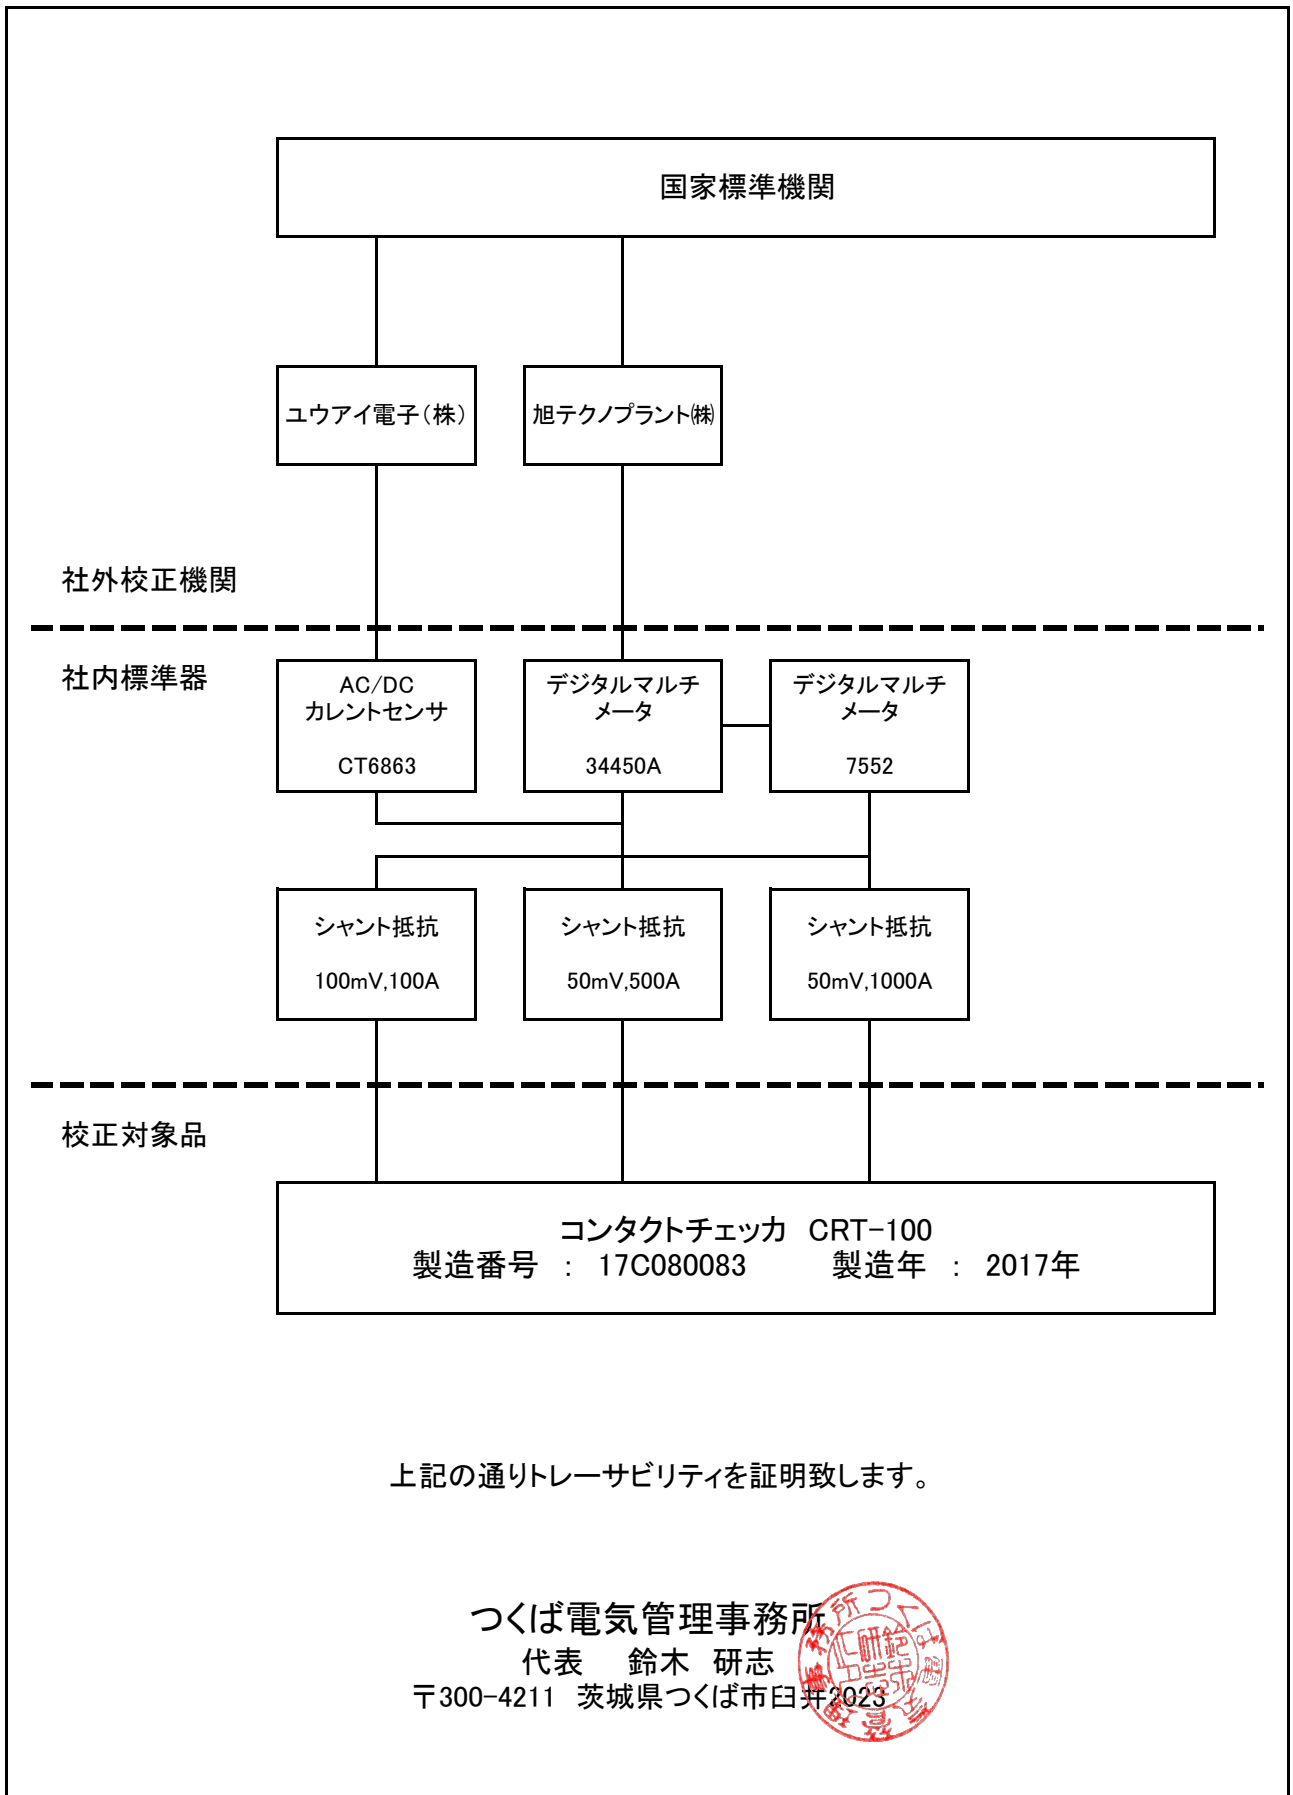 国家標準機関
ユウアイ電子（株）
旭テクノプラント㈱
社外校正機関
社内標準器
AC/DC
カレントセンサ
CT6863
デジタルマルチ
メータ
34450A
デジタルマルチ
メータ
7552
シャント抵抗
100mV,100A
シャント抵抗
50mV,500A
シャント抵抗
50mV,1000A
校正対象品
コンタクトチェッカ CRT-100
製造番号 ： 17C080083 製造年 ： 2017年
上記の通りトレーサビリティを証明致します。
つくば電気管理事務所
代表 鈴木 研志
〒300-4211 茨城県つくば市臼井2023